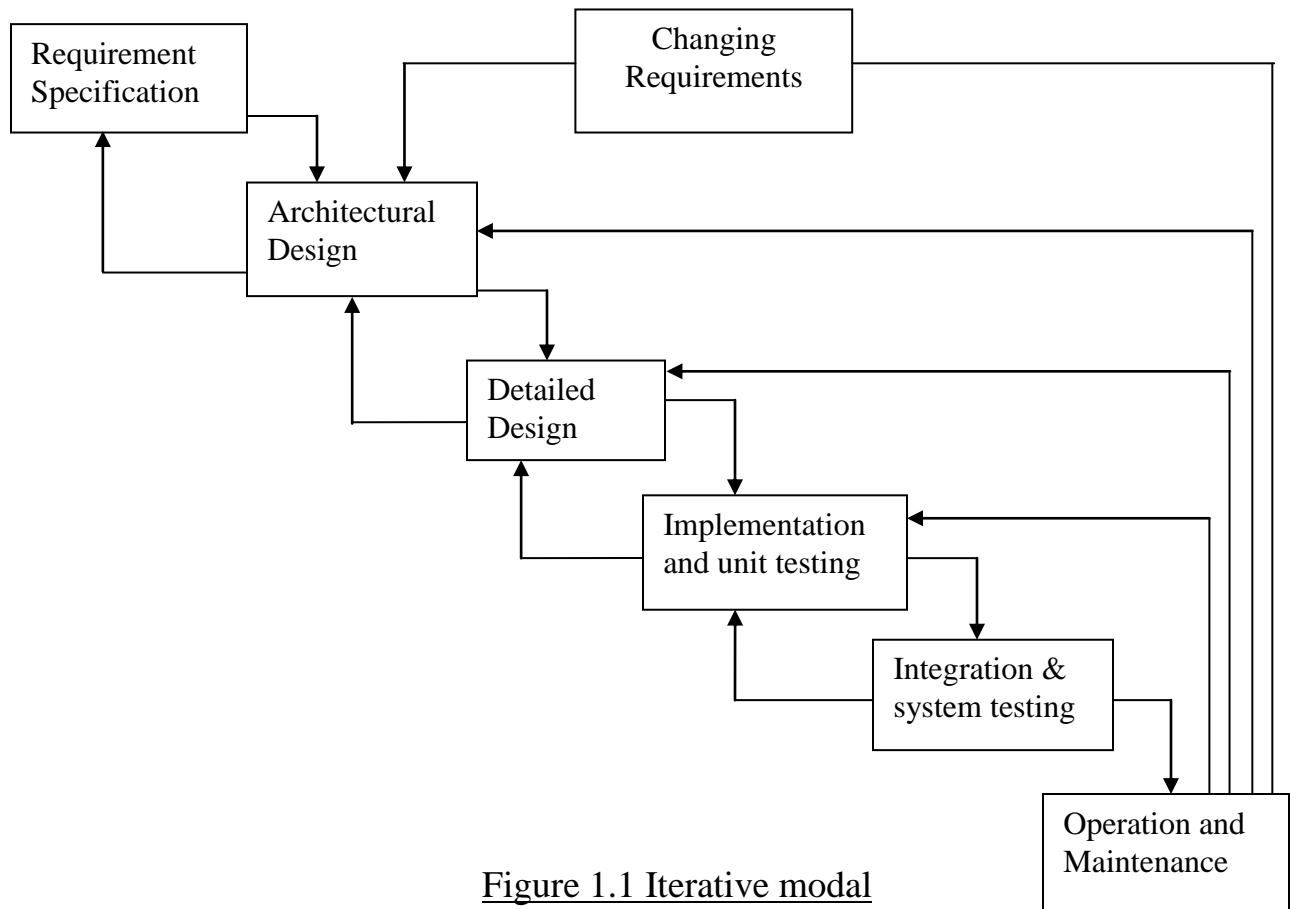 Requirement
Specification
Changing
Requirements
Architectural
Design
Detailed
Design
Implementation
and unit testing
Integration &
system testing
Operation and
Maintenance
Figure 1.1 Iterative modal